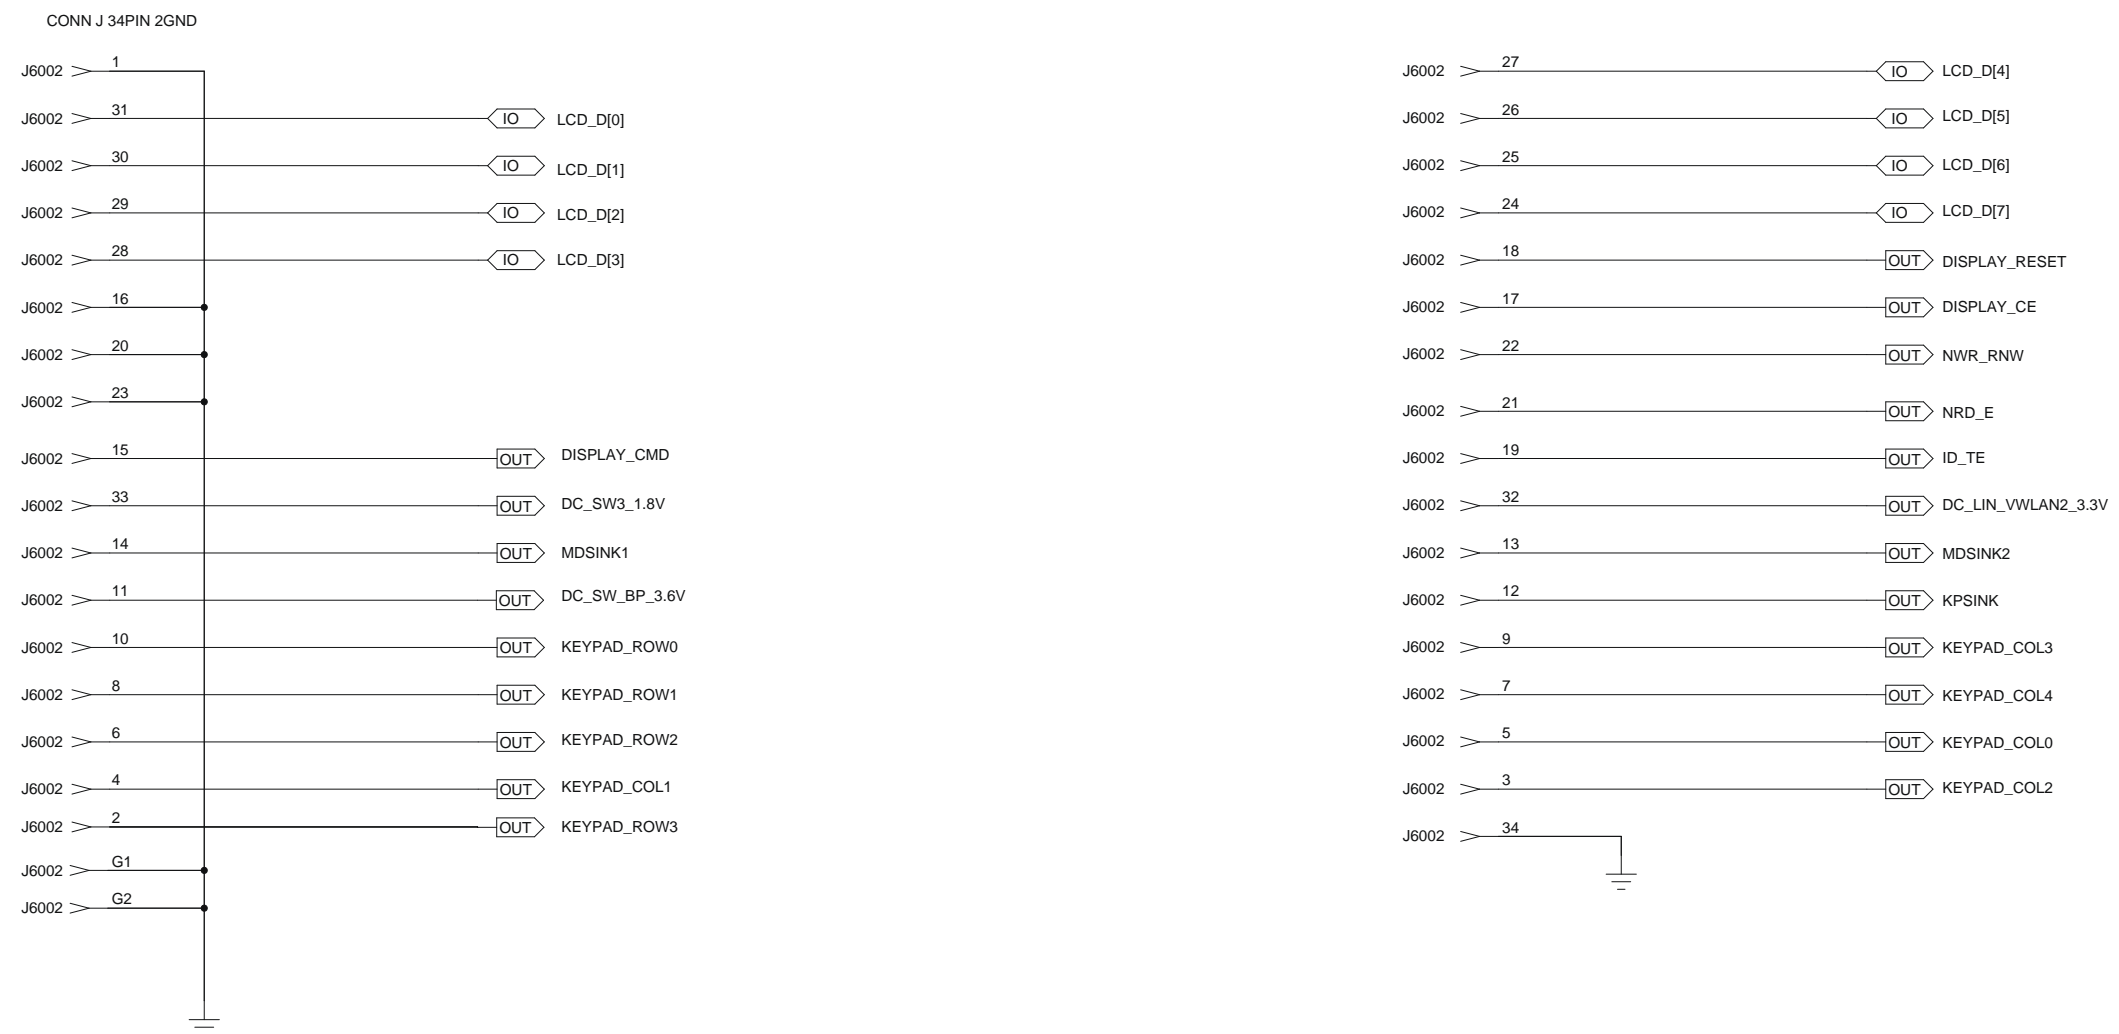 CONN J 34PIN 2GND
J6002 1
J6002 31 IO LCD_D[0]
J6002 30 IO LCD_D[1]
J6002 29 IO LCD_D[2]
J6002 28 IO LCD_D[3]
J6002 16
J6002 20
J6002 23
J6002 15 OUT DISPLAY_CMD
J6002 33 OUT DC_SW3_1.8V
J6002 14 OUT MDSINK1
J6002 11 OUT DC_SW_BP_3.6V
J6002 10 OUT KEYPAD_ROW0
J6002 8 OUT KEYPAD_ROW1
J6002 6 OUT KEYPAD_ROW2
J6002 4 OUT KEYPAD_COL1
J6002 2 OUT KEYPAD_ROW3
J6002 G1
J6002 G2
J6002 27 IO LCD_D[4]
J6002 26 IO LCD_D[5]
J6002 25 IO LCD_D[6]
J6002 24 IO LCD_D[7]
J6002 18 OUT DISPLAY_RESET
J6002 17 OUT DISPLAY_CE
J6002 22 OUT NWR_RNW
J6002 21 OUT NRD_E
J6002 19 OUT ID_TE
J6002 32 OUT DC_LIN_VWLAN2_3.3V
J6002 13 OUT MDSINK2
J6002 12 OUT KPSINK
J6002 9 OUT KEYPAD_COL3
J6002 7 OUT KEYPAD_COL4
J6002 5 OUT KEYPAD_COL0
J6002 3 OUT KEYPAD_COL2
J6002 34